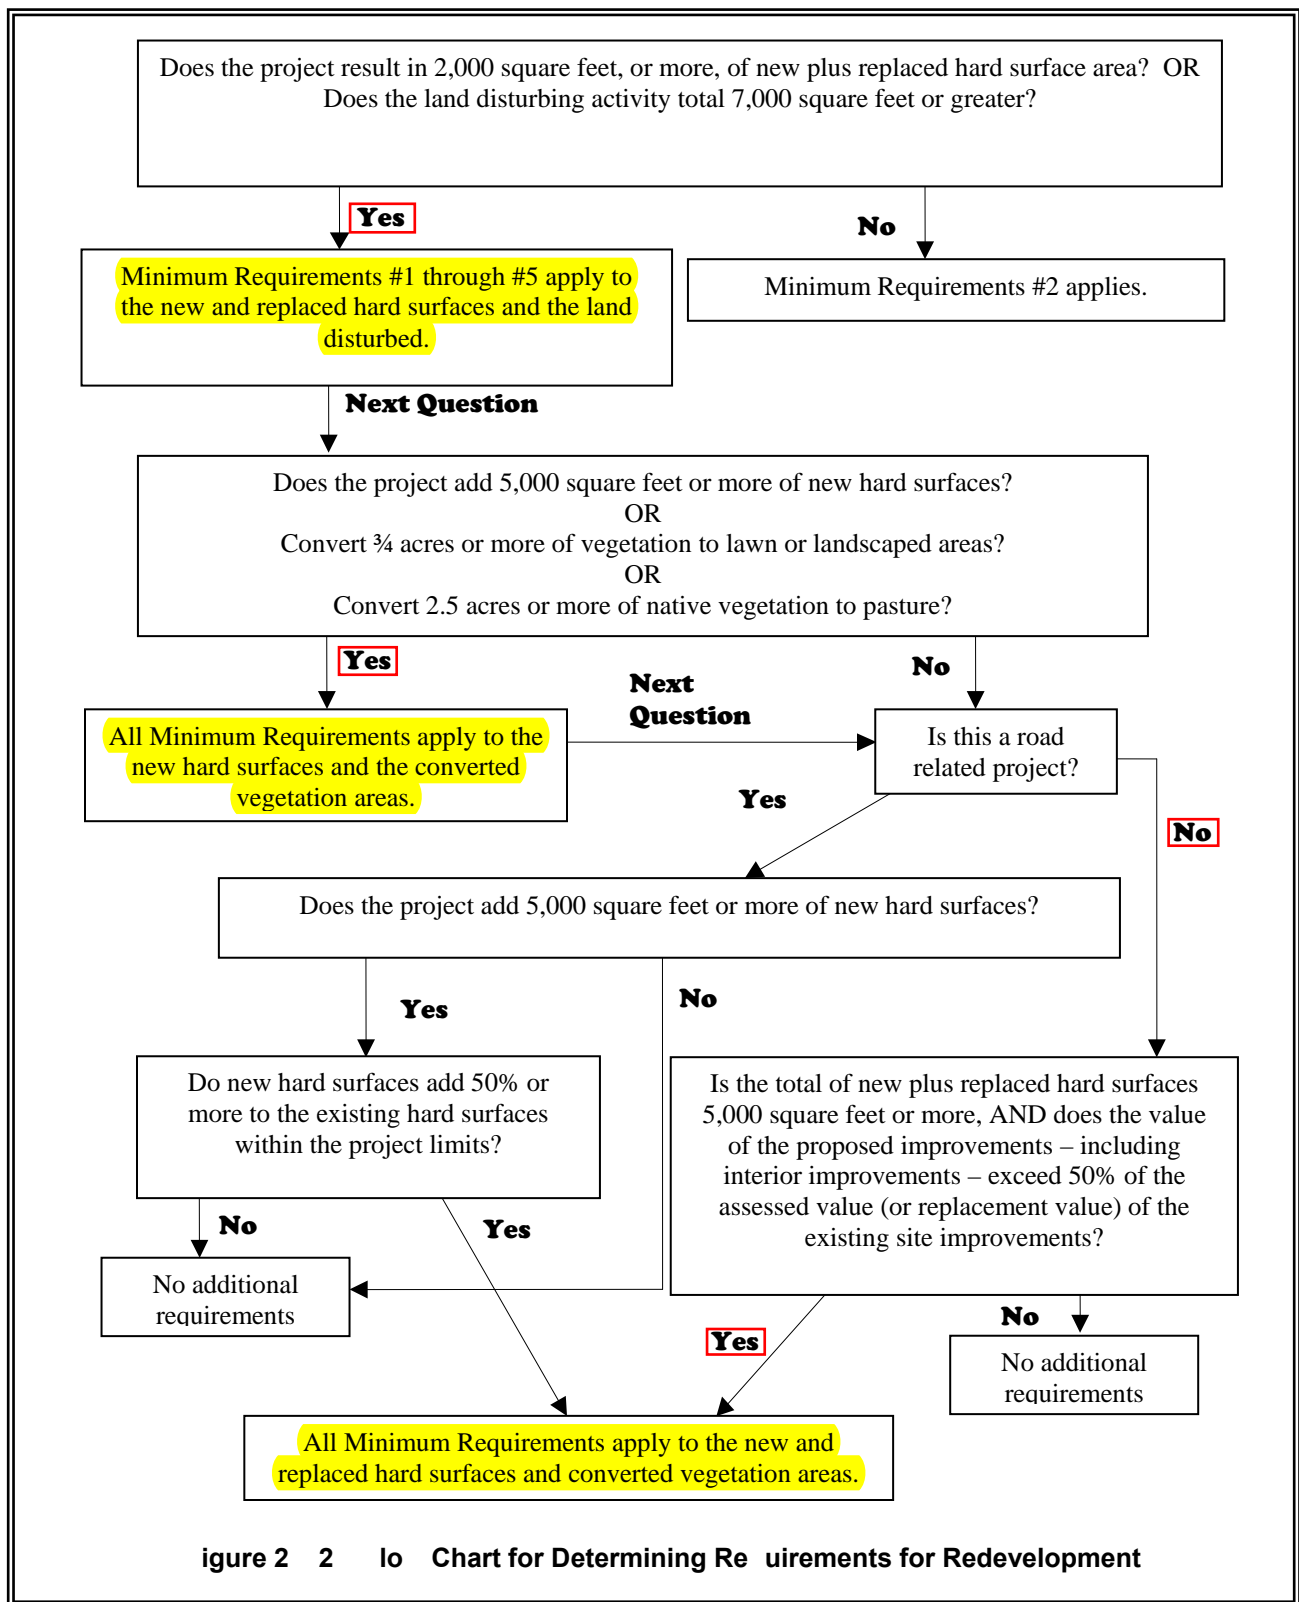 Does the project result in 2,000 square feet, or more, of new plus replaced hard surface area?  OR
Does the land disturbing activity total 7,000 square feet or greater?
Yes
No
Minimum Requirements #1 through #5 apply to
the new and replaced hard surfaces and the land
disturbed.
Minimum Requirements #2 applies.
Next Question
Does the project add 5,000 square feet or more of new hard surfaces?
OR
Convert ¾ acres or more of vegetation to lawn or landscaped areas?
OR
Convert 2.5 acres or more of native vegetation to pasture?
Yes
No
Next
Question
All Minimum Requirements apply to the
new hard surfaces and the converted
vegetation areas.
Is this a road
related project?
Yes
No
Does the project add 5,000 square feet or more of new hard surfaces?
Yes
No
Do new hard surfaces add 50% or
more to the existing hard surfaces
within the project limits?
Is the total of new plus replaced hard surfaces
5,000 square feet or more, AND does the value
of the proposed improvements – including
interior improvements – exceed 50% of the
assessed value (or replacement value) of the
existing site improvements?
No
Yes
No additional
requirements
Yes
No
No additional
requirements
All Minimum Requirements apply to the new and
replaced hard surfaces and converted vegetation areas.
igure 2 2 lo Chart for Determining Re uirements for Redevelopment